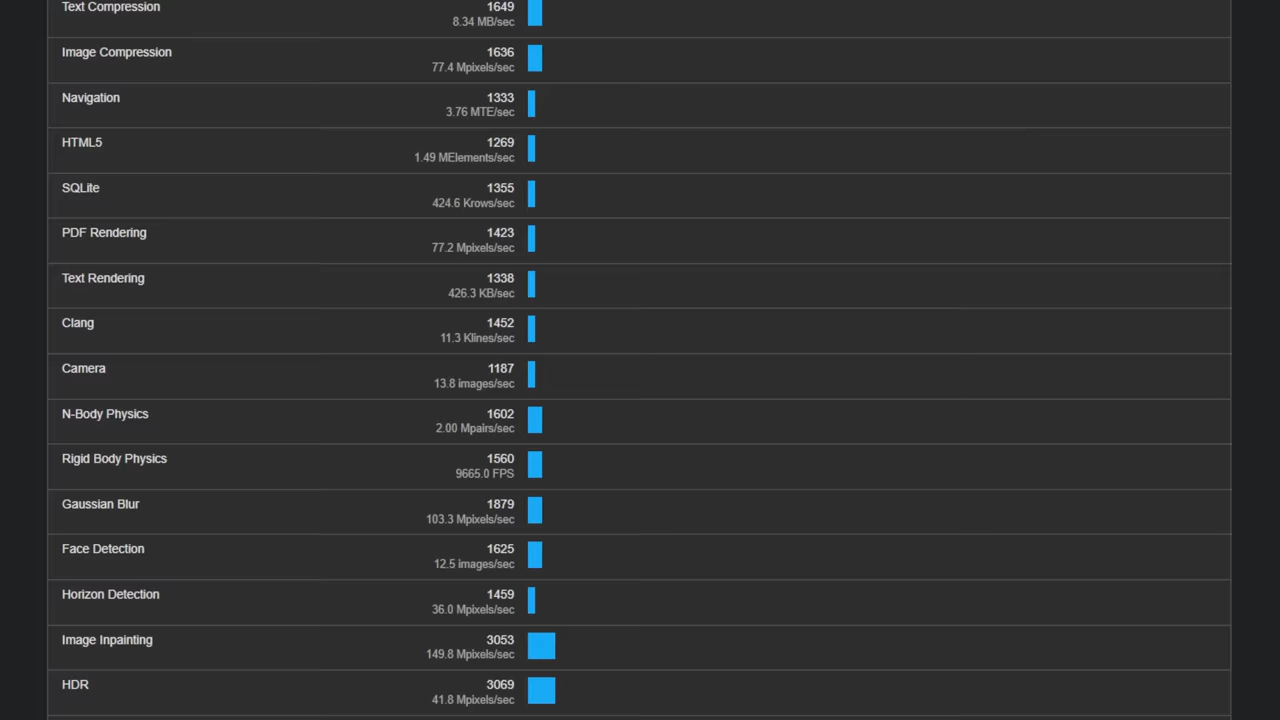 Text Compression 1649
8.34 MB/sec
Image Compression 1636
77.4 Mpixels/sec
Navigation 1333
3.76 MTE/sec
HTML5 1269
1.49 MElements/sec
SQLite 1355
424.6 Krows/sec
PDF Rendering 1423
77.2 Mpixels/sec
Text Rendering 1338
426.3 KB/sec
Clang 1452
11.3 Klines/sec
Camera 1187
13.8 images/sec
N-Body Physics 1602
2.00 Mpairs/sec
Rigid Body Physics 1560
9665.0 FPS
Gaussian Blur 1879
103.3 Mpixels/sec
Face Detection 1625
12.5 images/sec
Horizon Detection 1459
36.0 Mpixels/sec
Image Inpainting 3053
149.8 Mpixels/sec
HDR 3069
41.8 Mpixels/sec